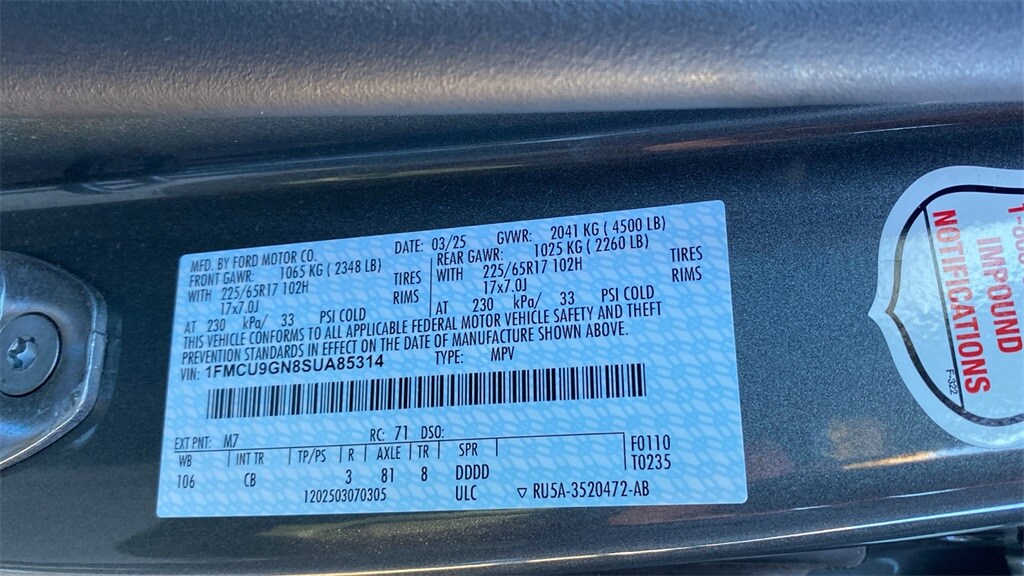 MFD. BY FORD MOTOR CO. DATE: 03/25 GVWR: 2041 KG ( 4500 LB)
FRONT GAWR: 1065 KG ( 2348 LB) REAR GAWR: 1025 KG ( 2260 LB)
WITH 225/65R17 102H TIRES WITH 225/65R17 102H TIRES
17x7.0J RIMS 17x7.0J RIMS
AT 230 kPa/ 33 PSI COLD AT 230 kPa/ 33 PSI COLD
THIS VEHICLE CONFORMS TO ALL APPLICABLE FEDERAL MOTOR VEHICLE SAFETY AND THEFT
PREVENTION STANDARDS IN EFFECT ON THE DATE OF MANUFACTURE SHOWN ABOVE.
VIN: 1FMCU9GN8SUA85314 TYPE: MPV
EXT PNT: M7 RC: 71 DSO:
WB INT TR TP/PS R AXLE TR SPR F0110
106 CB 3 81 8 DDDD T0235
1202503070305 ULC ▽ RU5A-3520472-AB
IMPOUND
NOTIFICATIONS
F-322